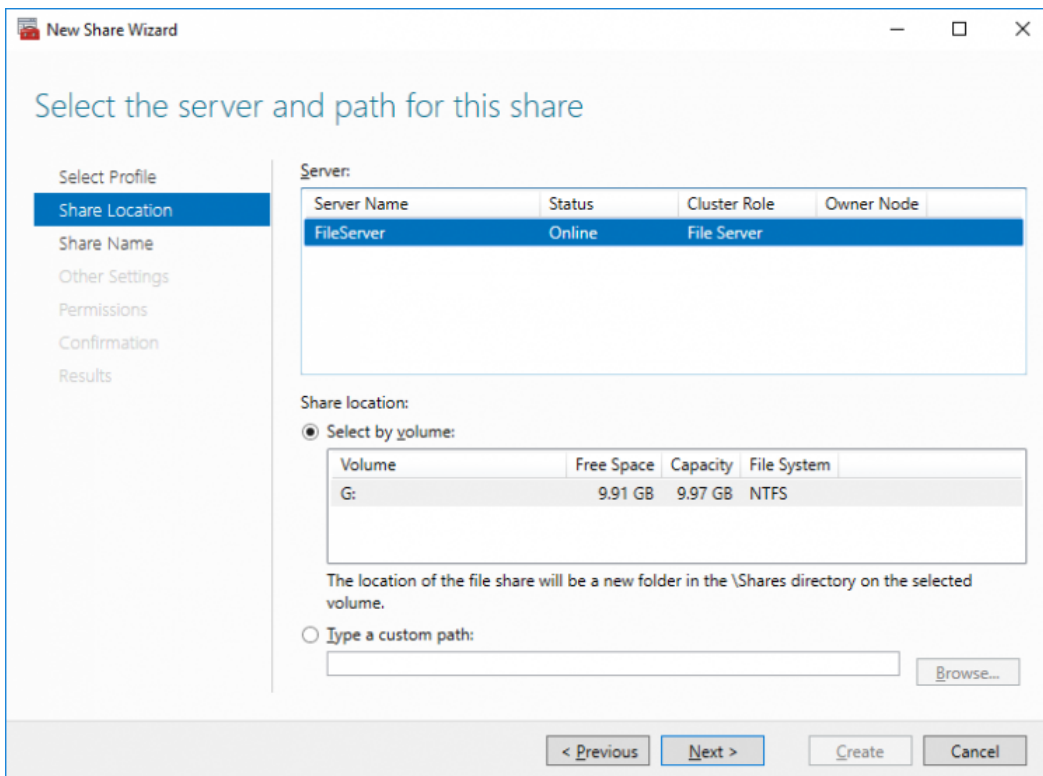 New Share Wizard
Select the server and path for this share
Select Profile
Share Location
Share Name
Other Settings
Permissions
Confirmation
Results
Server:
Server Name Status Cluster Role Owner Node
FileServer Online File Server
Share location:
Select by volume:
Volume Free Space Capacity File System
G: 9.91 GB 9.97 GB NTFS
The location of the file share will be a new folder in the \Shares directory on the selected
volume.
Type a custom path:
Browse...
< Previous Next > Create Cancel